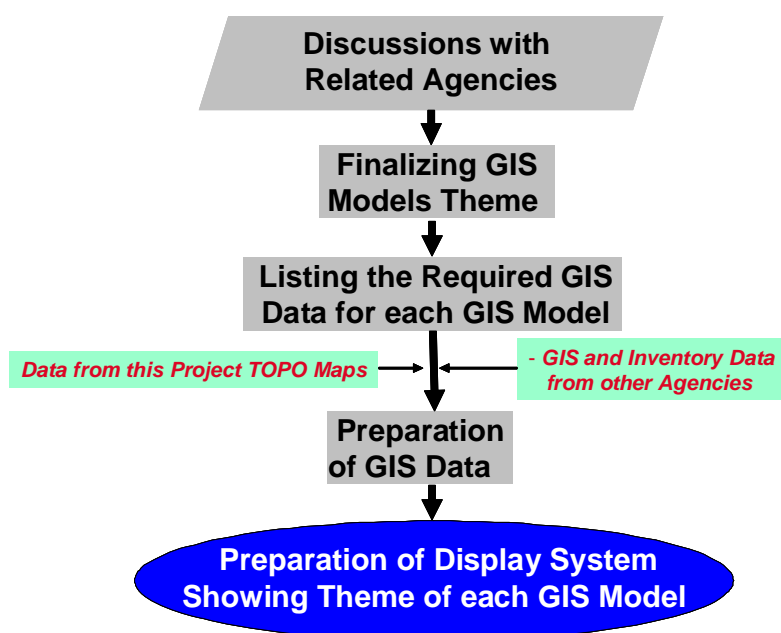 Discussions with
Related Agencies
Finalizing GIS
Models Theme
Listing the Required GIS
Data for each GIS Model
Data from this Project TOPO Maps
- GIS and Inventory Data
from other Agencies
Preparation
of GIS Data
Preparation of Display System
Showing Theme of each GIS Model